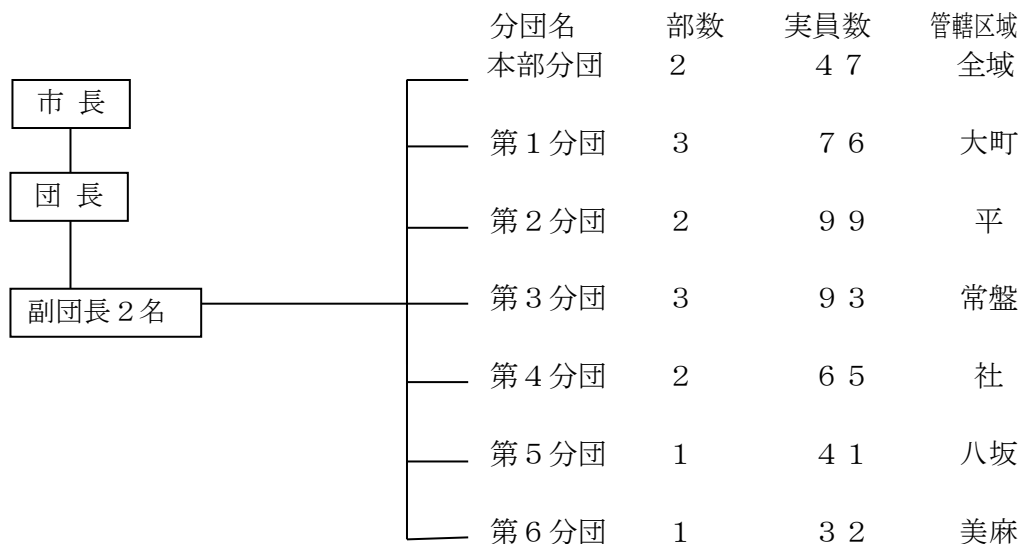 分団名 部数 実員数 管轄区域
本部分団 2 47 全域
市 長
第1分団 3 76 大町
団 長
第2分団 2 99 平
副団長2名
第3分団 3 93 常盤
第4分団 2 65 社
第5分団 1 41 八坂
第6分団 1 32 美麻